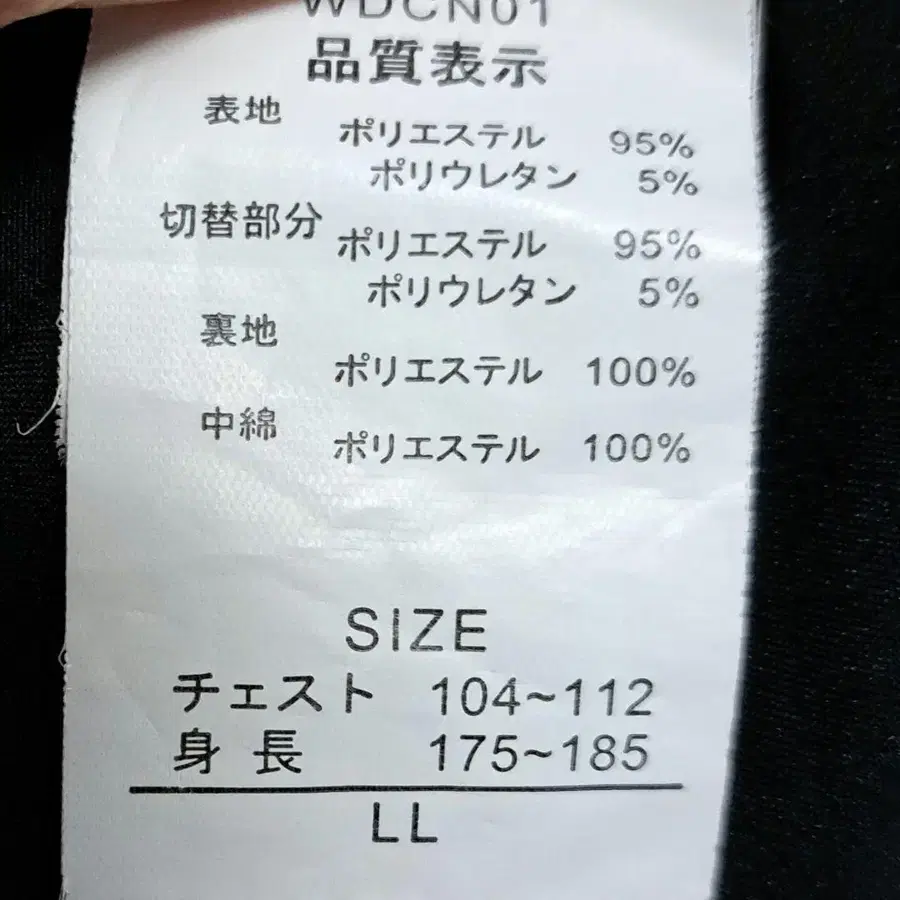 WDCN01
品質表示
表地
ポリエステル 95%
ポリウレタン 5%
切替部分
ポリエステル 95%
ポリウレタン 5%
裏地
ポリエステル 100%
中綿
ポリエステル 100%
SIZE
チェスト 104~112
身長 175~185
LL